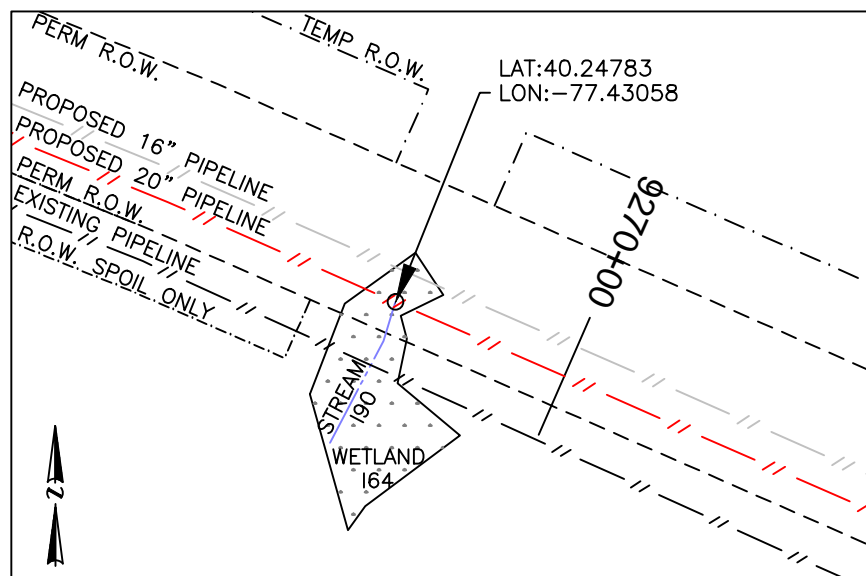 TEMP R.O.W.
PERM R.O.W.
LAT:40.24783
LON:-77.43058
PROPOSED 16" PIPELINE
PROPOSED 20" PIPELINE
PERM R.O.W.
EXISTING PIPELINE
R.O.W. SPOIL ONLY
9270+00
STREAM
190
WETLAND
164
N